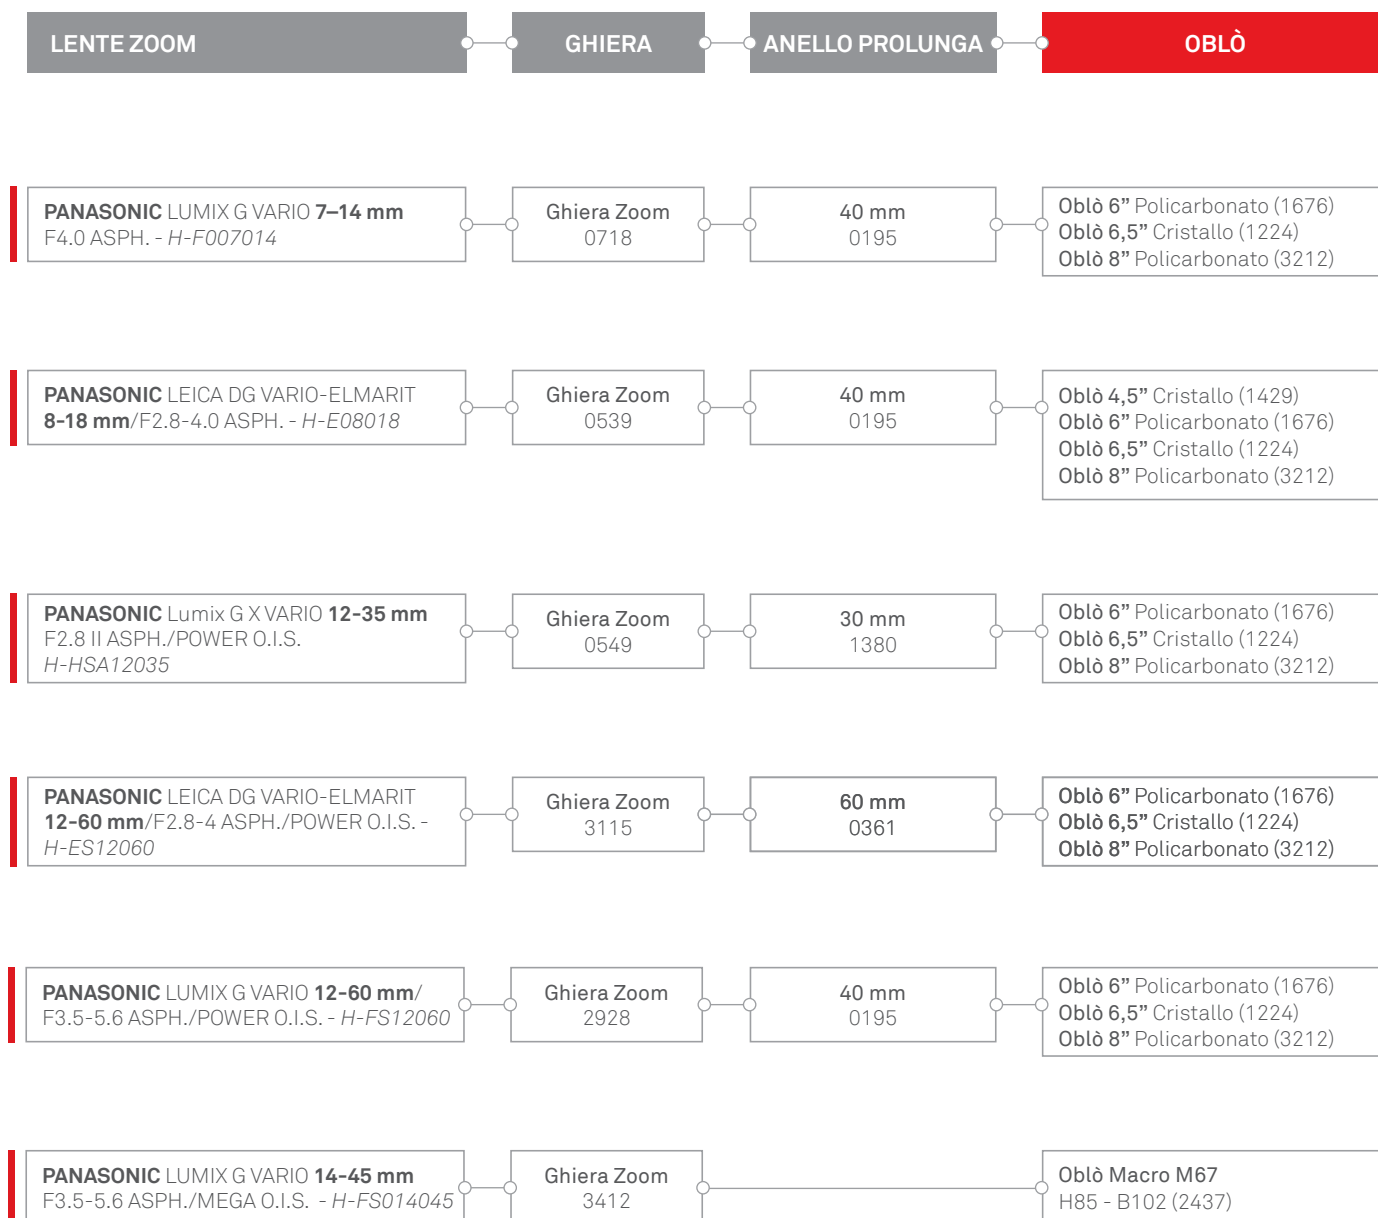 LENTE ZOOM
GHIERA
ANELLO PROLUNGA
OBLÒ
PANASONIC LUMIX G VARIO 7–14 mm
F4.0 ASPH. - H-F007014
Ghiera Zoom
0718
40 mm
0195
Oblò 6” Policarbonato (1676)
Oblò 6,5” Cristallo (1224)
Oblò 8” Policarbonato (3212)
PANASONIC LEICA DG VARIO-ELMARIT
8-18 mm/F2.8-4.0 ASPH. - H-E08018
Ghiera Zoom
0539
40 mm
0195
Oblò 4,5” Cristallo (1429)
Oblò 6” Policarbonato (1676)
Oblò 6,5” Cristallo (1224)
Oblò 8” Policarbonato (3212)
PANASONIC Lumix G X VARIO 12-35 mm
F2.8 II ASPH./POWER O.I.S.
H-HSA12035
Ghiera Zoom
0549
30 mm
1380
Oblò 6” Policarbonato (1676)
Oblò 6,5” Cristallo (1224)
Oblò 8” Policarbonato (3212)
PANASONIC LEICA DG VARIO-ELMARIT
12-60 mm/F2.8-4 ASPH./POWER O.I.S. -
H-ES12060
Ghiera Zoom
3115
60 mm
0361
Oblò 6” Policarbonato (1676)
Oblò 6,5” Cristallo (1224)
Oblò 8” Policarbonato (3212)
PANASONIC LUMIX G VARIO 12-60 mm/
F3.5-5.6 ASPH./POWER O.I.S. - H-FS12060
Ghiera Zoom
2928
40 mm
0195
Oblò 6” Policarbonato (1676)
Oblò 6,5” Cristallo (1224)
Oblò 8” Policarbonato (3212)
PANASONIC LUMIX G VARIO 14-45 mm
F3.5-5.6 ASPH./MEGA O.I.S. - H-FS014045
Ghiera Zoom
3412
Oblò Macro M67
H85 - B102 (2437)